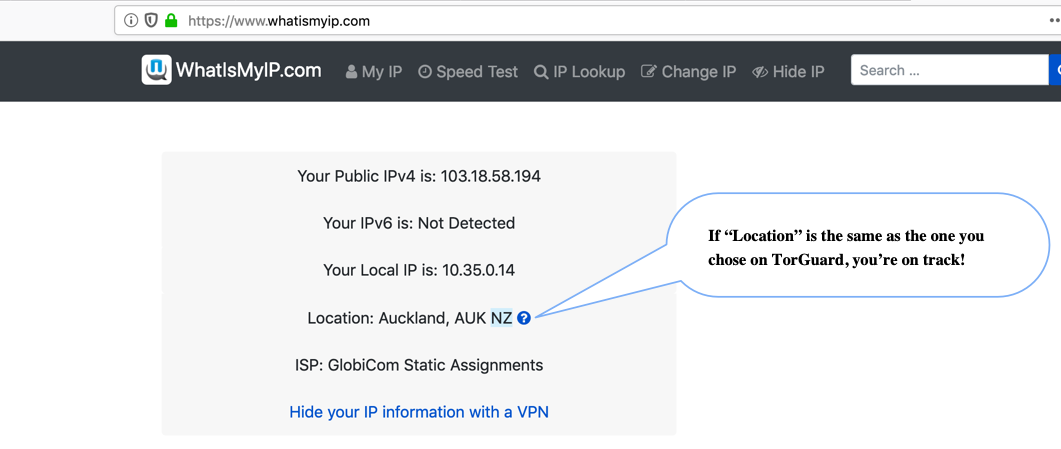 https://www.whatismyip.com
WhatIsMyIP.com My IP Speed Test IP Lookup Change IP Hide IP Search ...
Your Public IPv4 is: 103.18.58.194
Your IPv6 is: Not Detected
If “Location” is the same as the one you
chose on TorGuard, you’re on track!
Your Local IP is: 10.35.0.14
Location: Auckland, AUK NZ
ISP: GlobiCom Static Assignments
Hide your IP information with a VPN